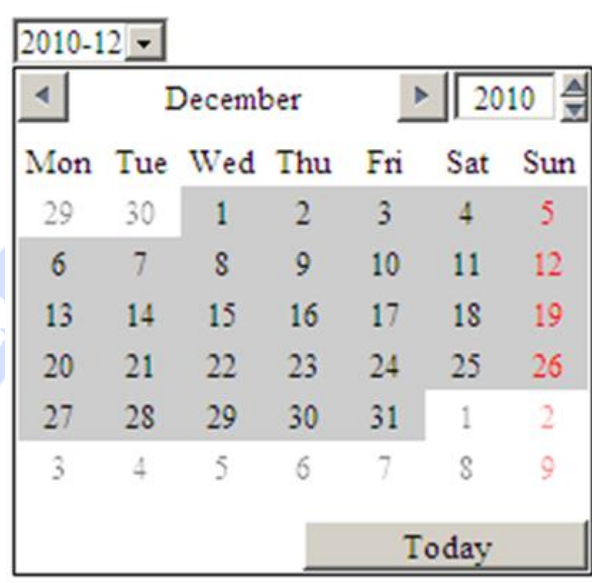 2010-12
December 2010
Mon Tue Wed Thu Fri Sat Sun
29 30 1 2 3 4 5
6 7 8 9 10 11 12
13 14 15 16 17 18 19
20 21 22 23 24 25 26
27 28 29 30 31 1 2
3 4 5 6 7 8 9
Today